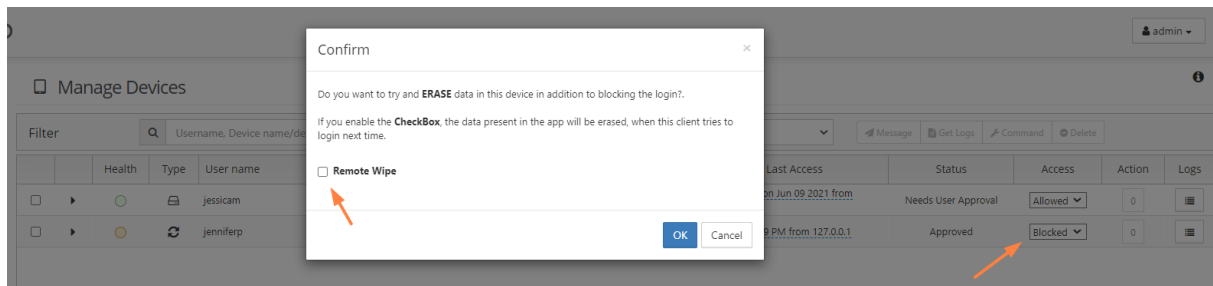 admin
Confirm
×
Manage Devices
Do you want to try and ERASE data in this device in addition to blocking the login?.
If you enable the CheckBox, the data present in the app will be erased, when this client tries to
login next time.
Filter
Username, Device name/de
Message
Get Logs
Command
Delete
Remote Wipe
Health
Type
User name
Last Access
Status
Access
Action
Logs
jessicam
on Jun 09 2021 from
Needs User Approval
Allowed
0
jenniferp
9 PM from 127.0.0.1
Approved
Blocked
0
OK
Cancel